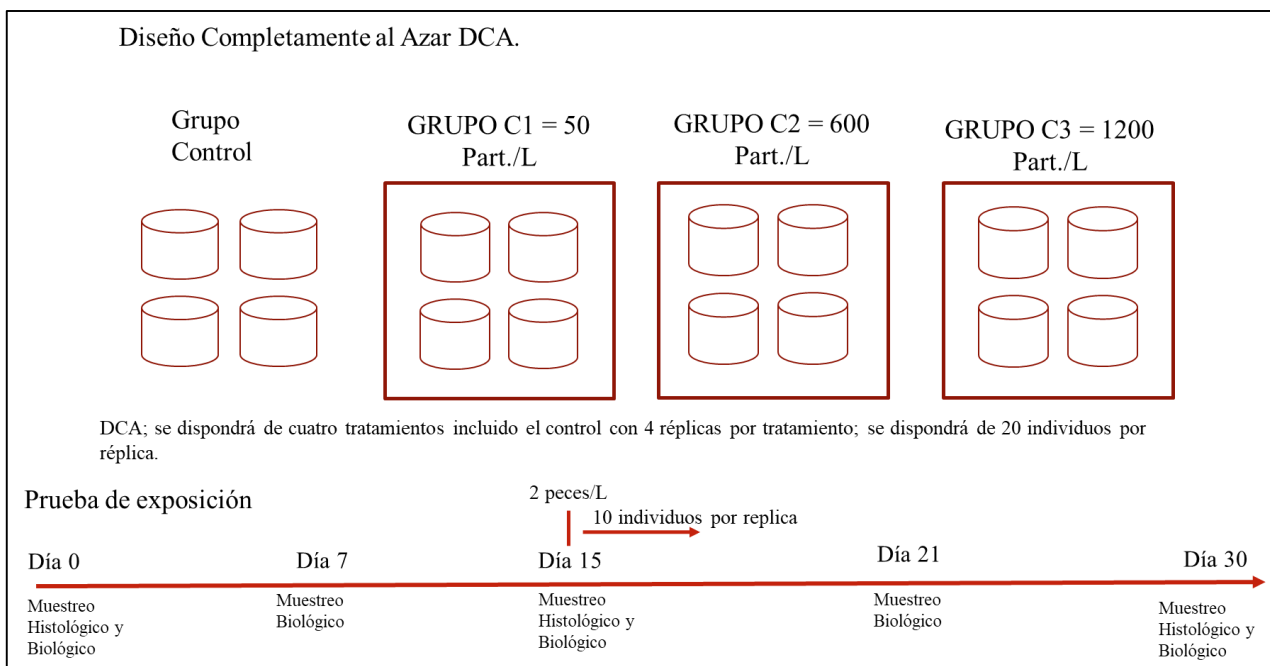 Diseño Completamente al Azar DCA.
Grupo
Control
GRUPO C1 = 50
Part./L
GRUPO C2 = 600
Part./L
GRUPO C3 = 1200
Part./L
DCA; se dispondrá de cuatro tratamientos incluido el control con 4 réplicas por tratamiento; se dispondrá de 20 individuos por
réplica.
Prueba de exposición
2 peces/L
10 individuos por replica
Día 0
Día 7
Día 15
Día 21
Día 30
Muestreo
Histológico y
Biológico
Muestreo
Biológico
Muestreo
Histológico y
Biológico
Muestreo
Biológico
Muestreo
Histológico y
Biológico